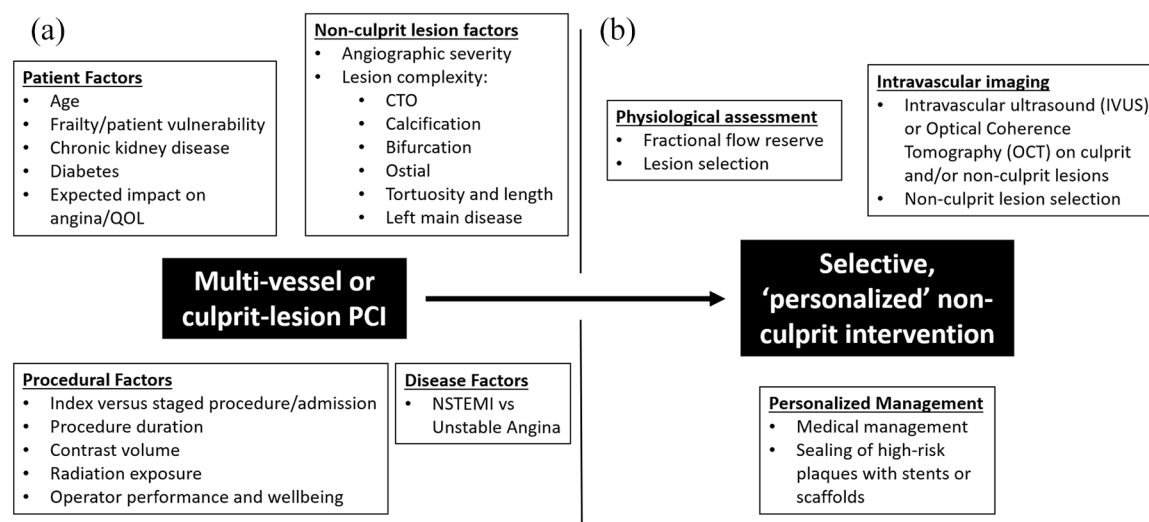 (a)
Patient Factors
• Age
• Frailty/patient vulnerability
• Chronic kidney disease
• Diabetes
• Expected impact on
angina/QOL
Non-culprit lesion factors
• Angiographic severity
• Lesion complexity:
• CTO
• Calcification
• Bifurcation
• Ostial
• Tortuosity and length
• Left main disease
Multi-vessel or
culprit-lesion PCI
Procedural Factors
• Index versus staged procedure/admission
• Procedure duration
• Contrast volume
• Radiation exposure
• Operator performance and wellbeing
Disease Factors
• NSTEMI vs
Unstable Angina
(b)
Physiological assessment
• Fractional flow reserve
• Lesion selection
Intravascular imaging
• Intravascular ultrasound (IVUS)
or Optical Coherence
Tomography (OCT) on culprit
and/or non-culprit lesions
• Non-culprit lesion selection
Selective,
‘personalized’ non-
culprit intervention
Personalized Management
• Medical management
• Sealing of high-risk
plaques with stents or
scaffolds